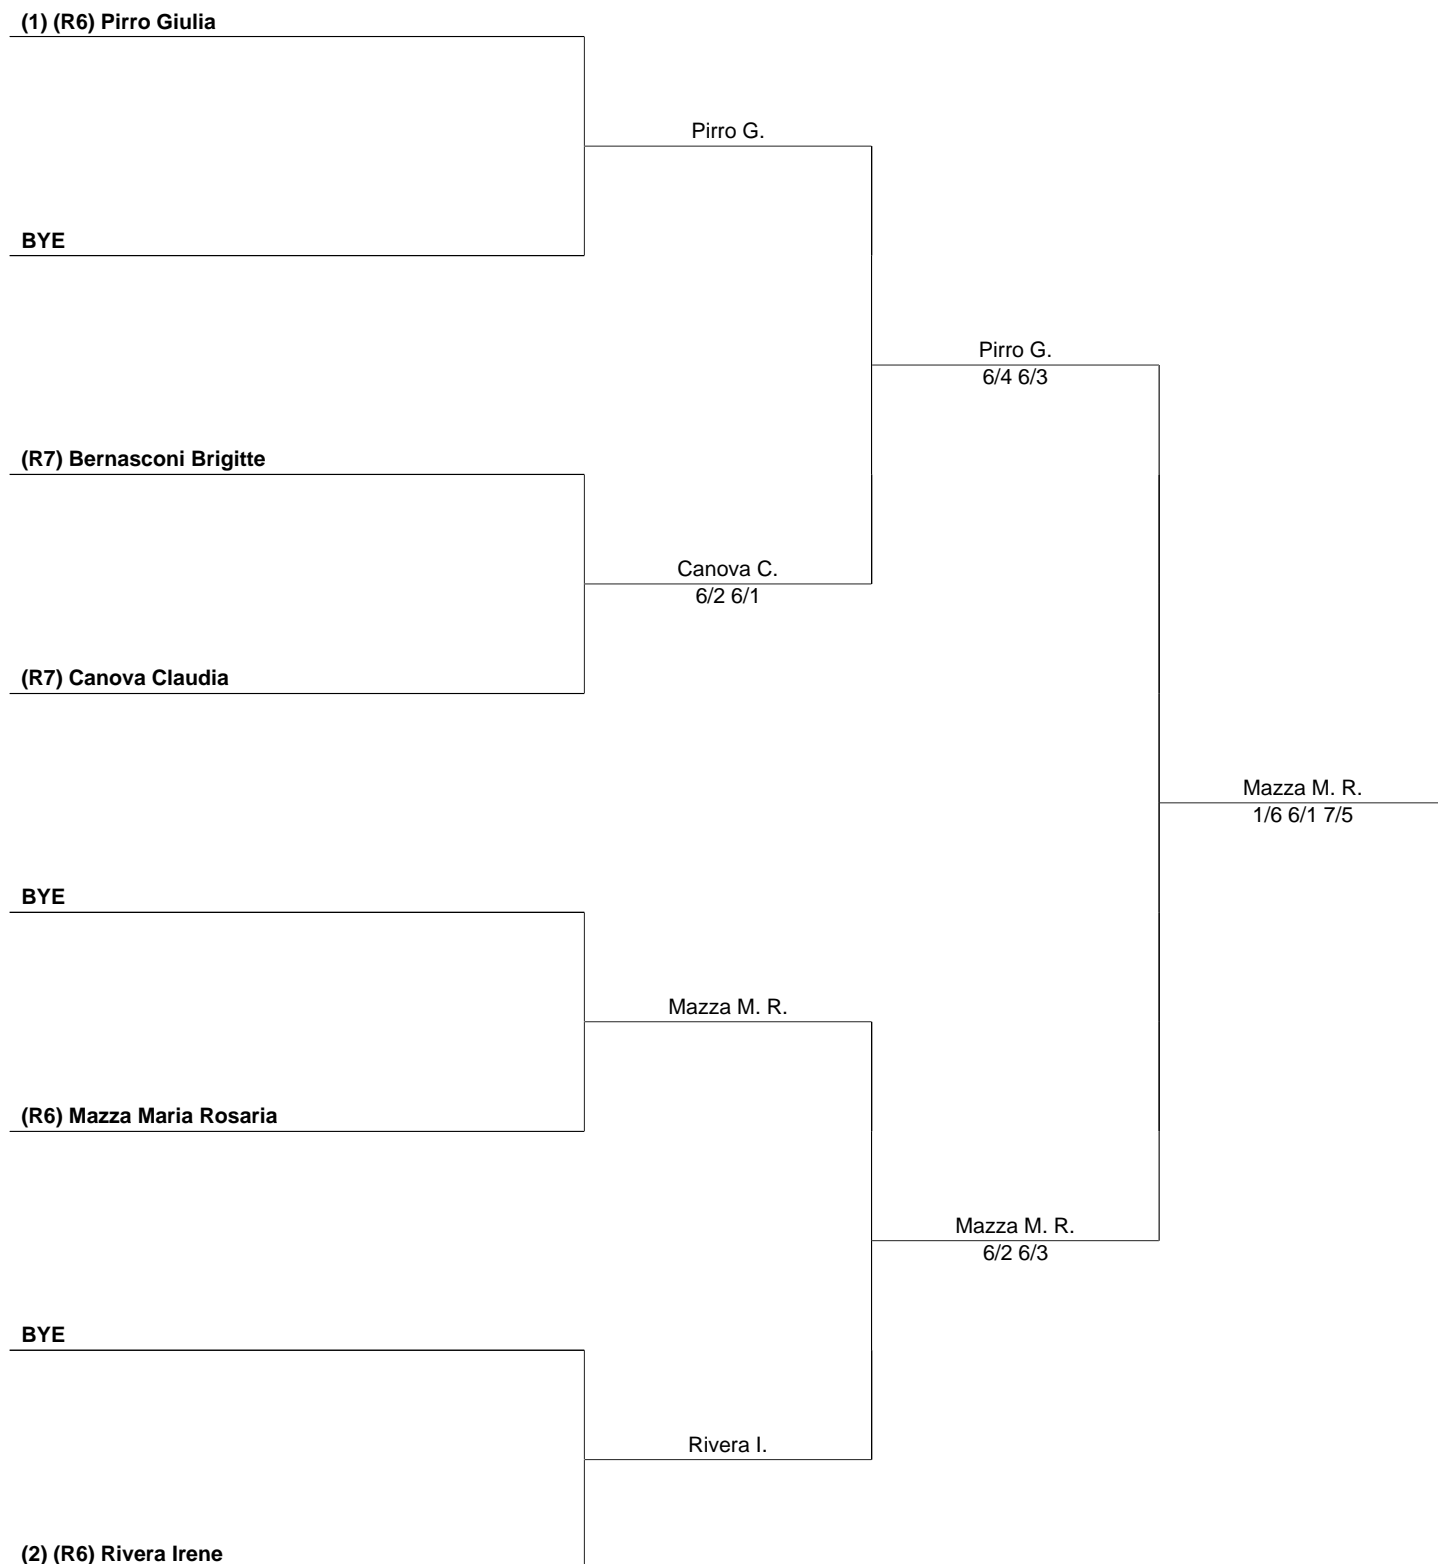 (1) (R6) Pirro Giulia
Pirro G.
BYE
Pirro G.
6/4 6/3
(R7) Bernasconi Brigitte
Canova C.
6/2 6/1
(R7) Canova Claudia
Mazza M. R.
1/6 6/1 7/5
BYE
Mazza M. R.
(R6) Mazza Maria Rosaria
Mazza M. R.
6/2 6/3
BYE
Rivera I.
(2) (R6) Rivera Irene